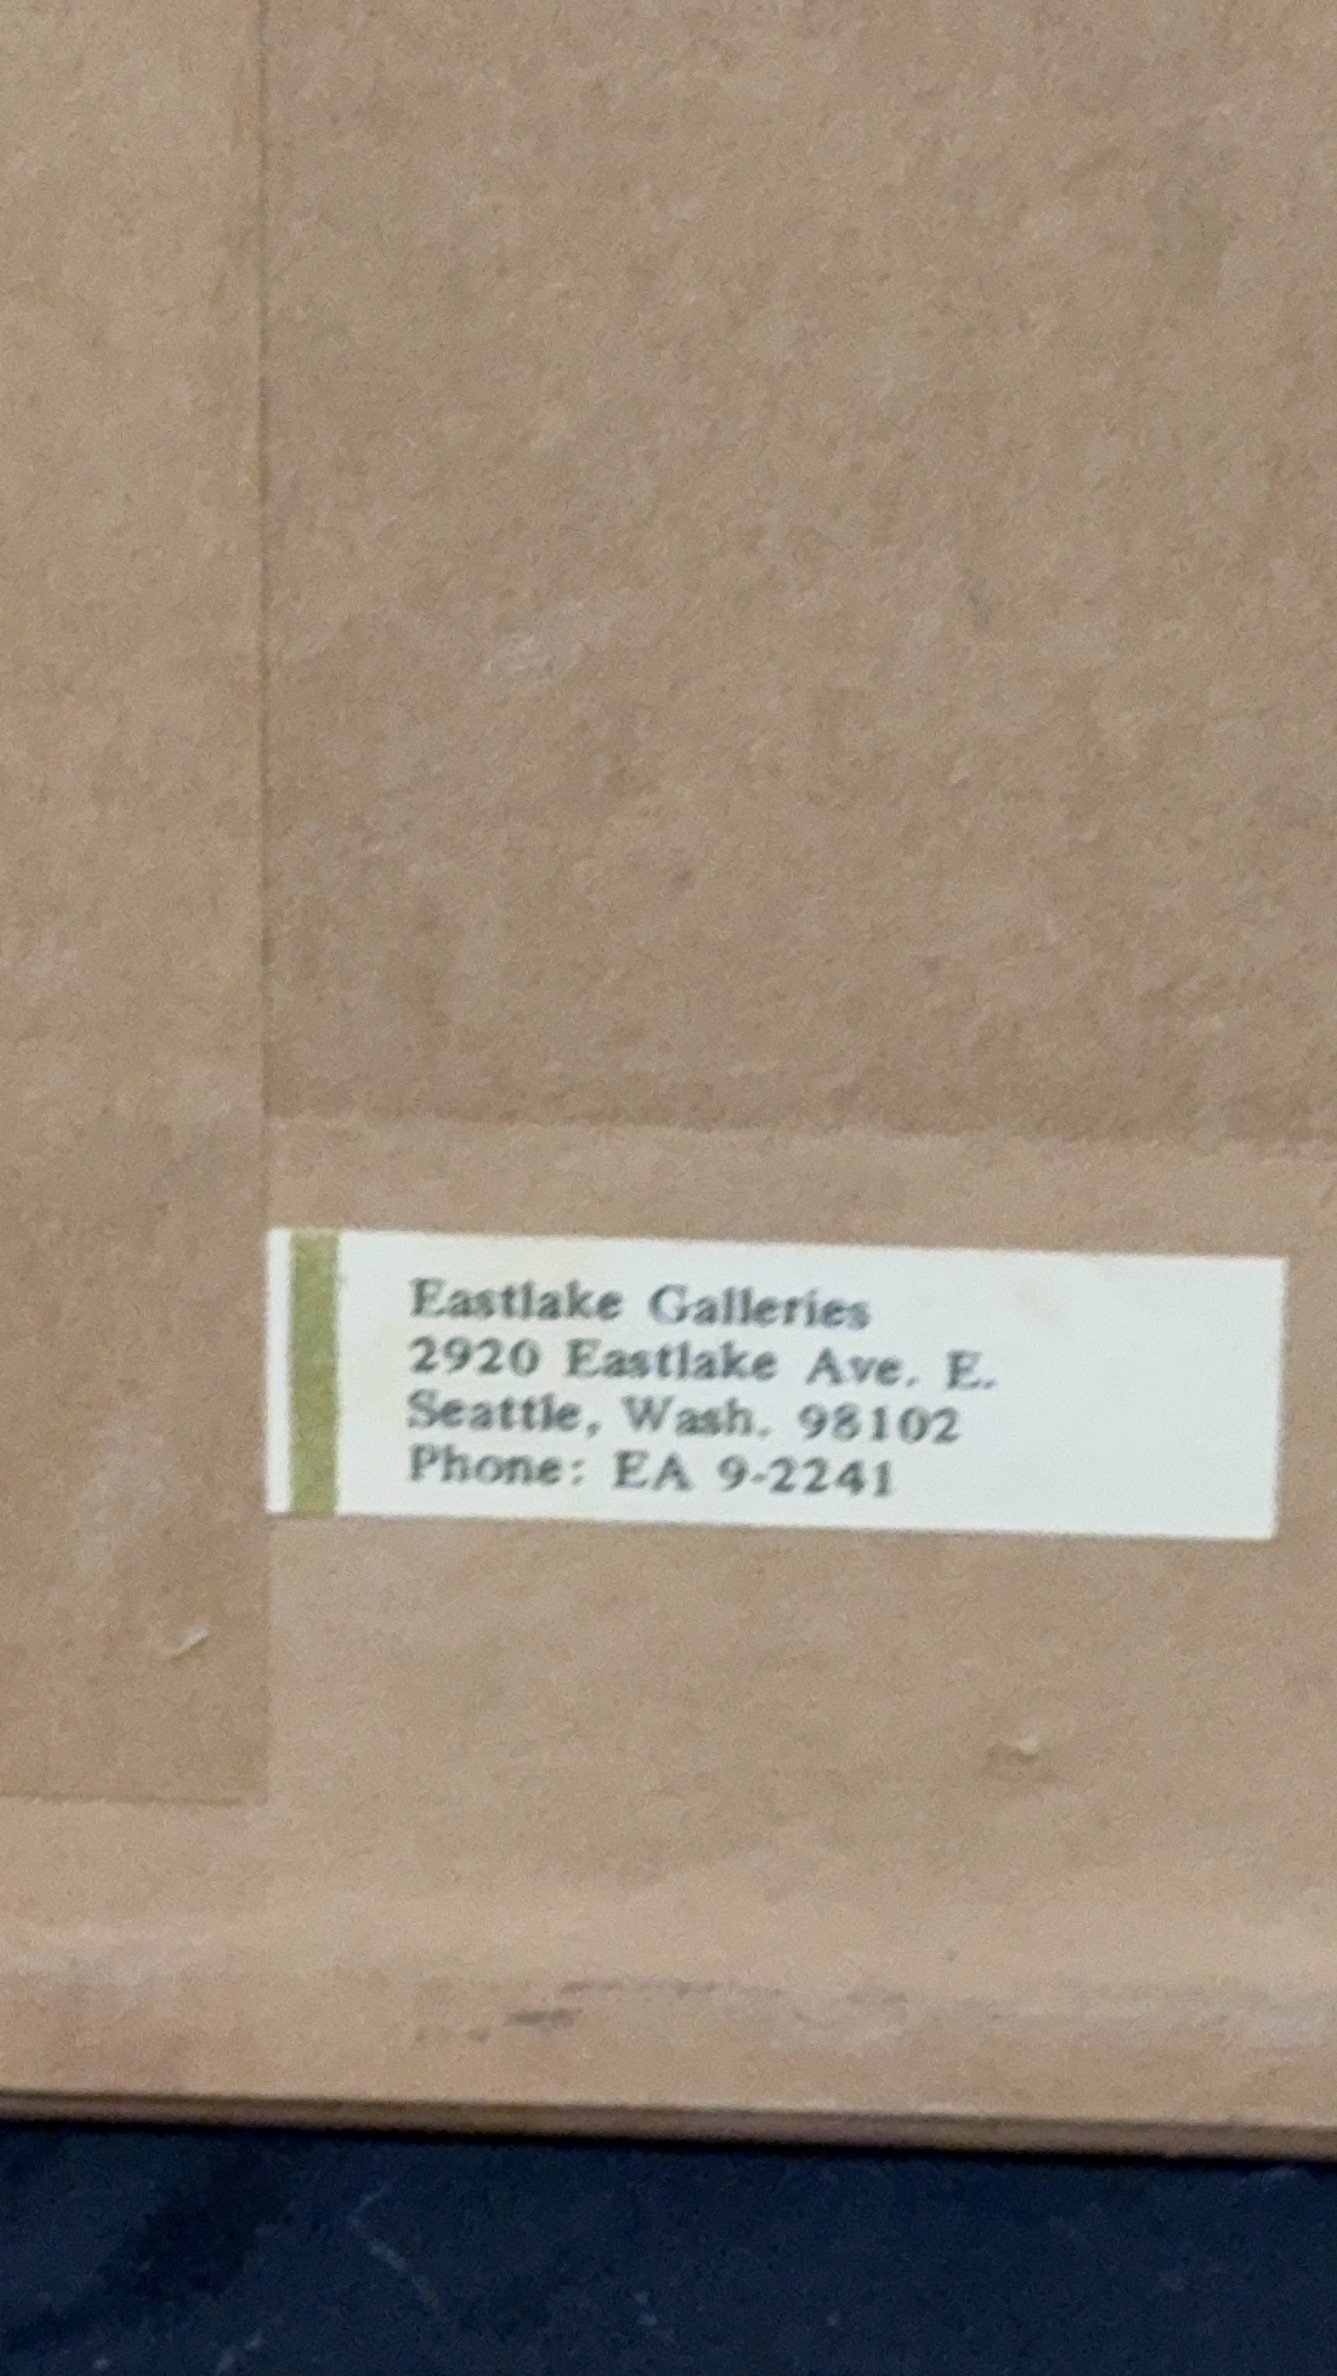 Eastlake Galleries
2920 Eastlake Ave. E.
Seattle, Wash. 98102
Phone: EA 9-2241